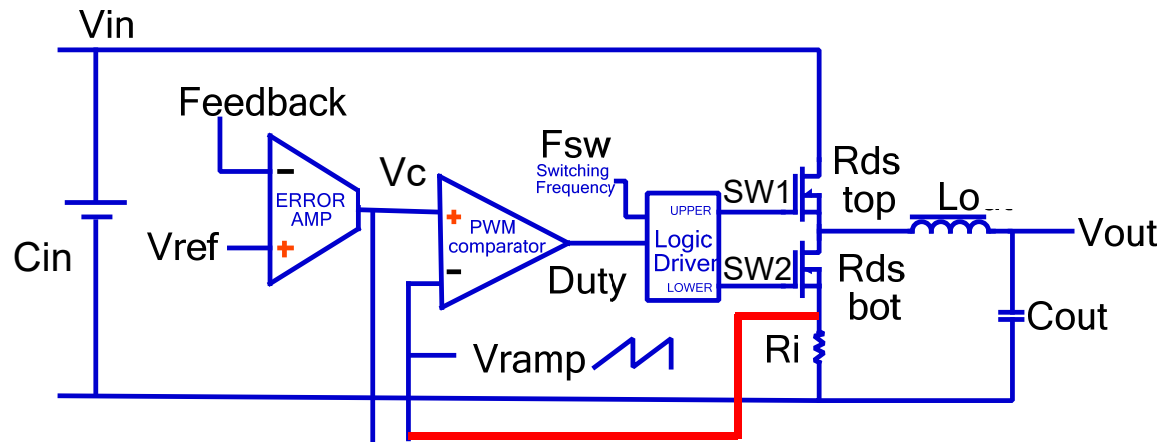 Vin
Feedback
-
ERROR
AMP
Vref
+
Cin
Vc
+
PWM
comparator
-
Duty
Vramp
Fsw
Switching
Frequency
UPPER
Logic
Driver
LOWER
SW1
SW2
Rds
top
Rds
bot
Ri
Vout
Cout